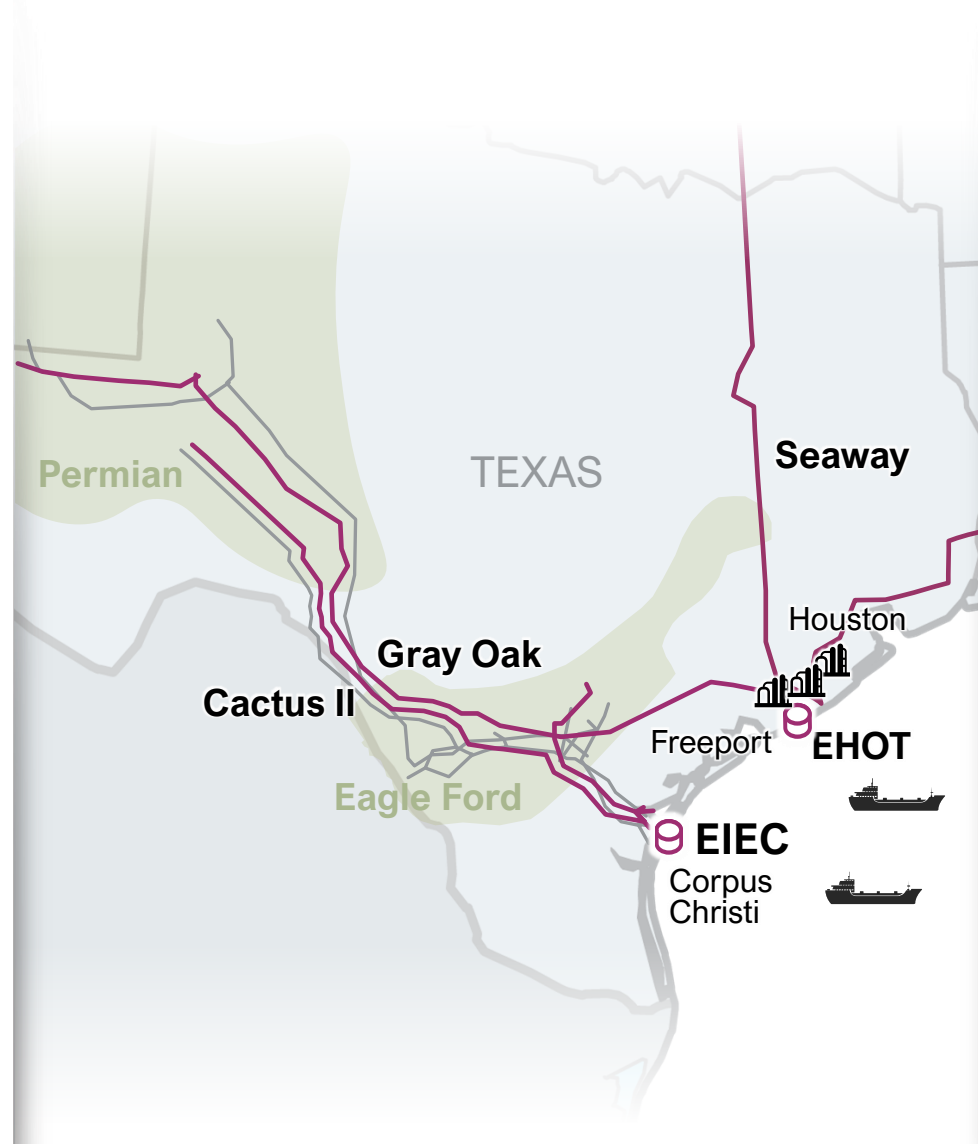 Seaway
Permian
TEXAS
Houston
Gray Oak
Cactus II
Freeport
EHOT
Eagle Ford
EIEC
Corpus
Christi